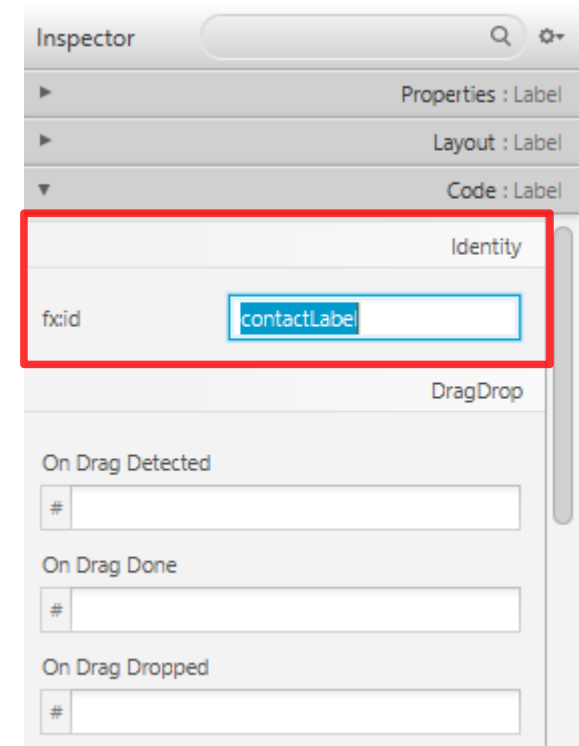 Inspector
Properties : Label
Layout : Label
Code : Label
Identity
fx:id
contactLabel
DragDrop
On Drag Detected
#
On Drag Done
#
On Drag Dropped
#